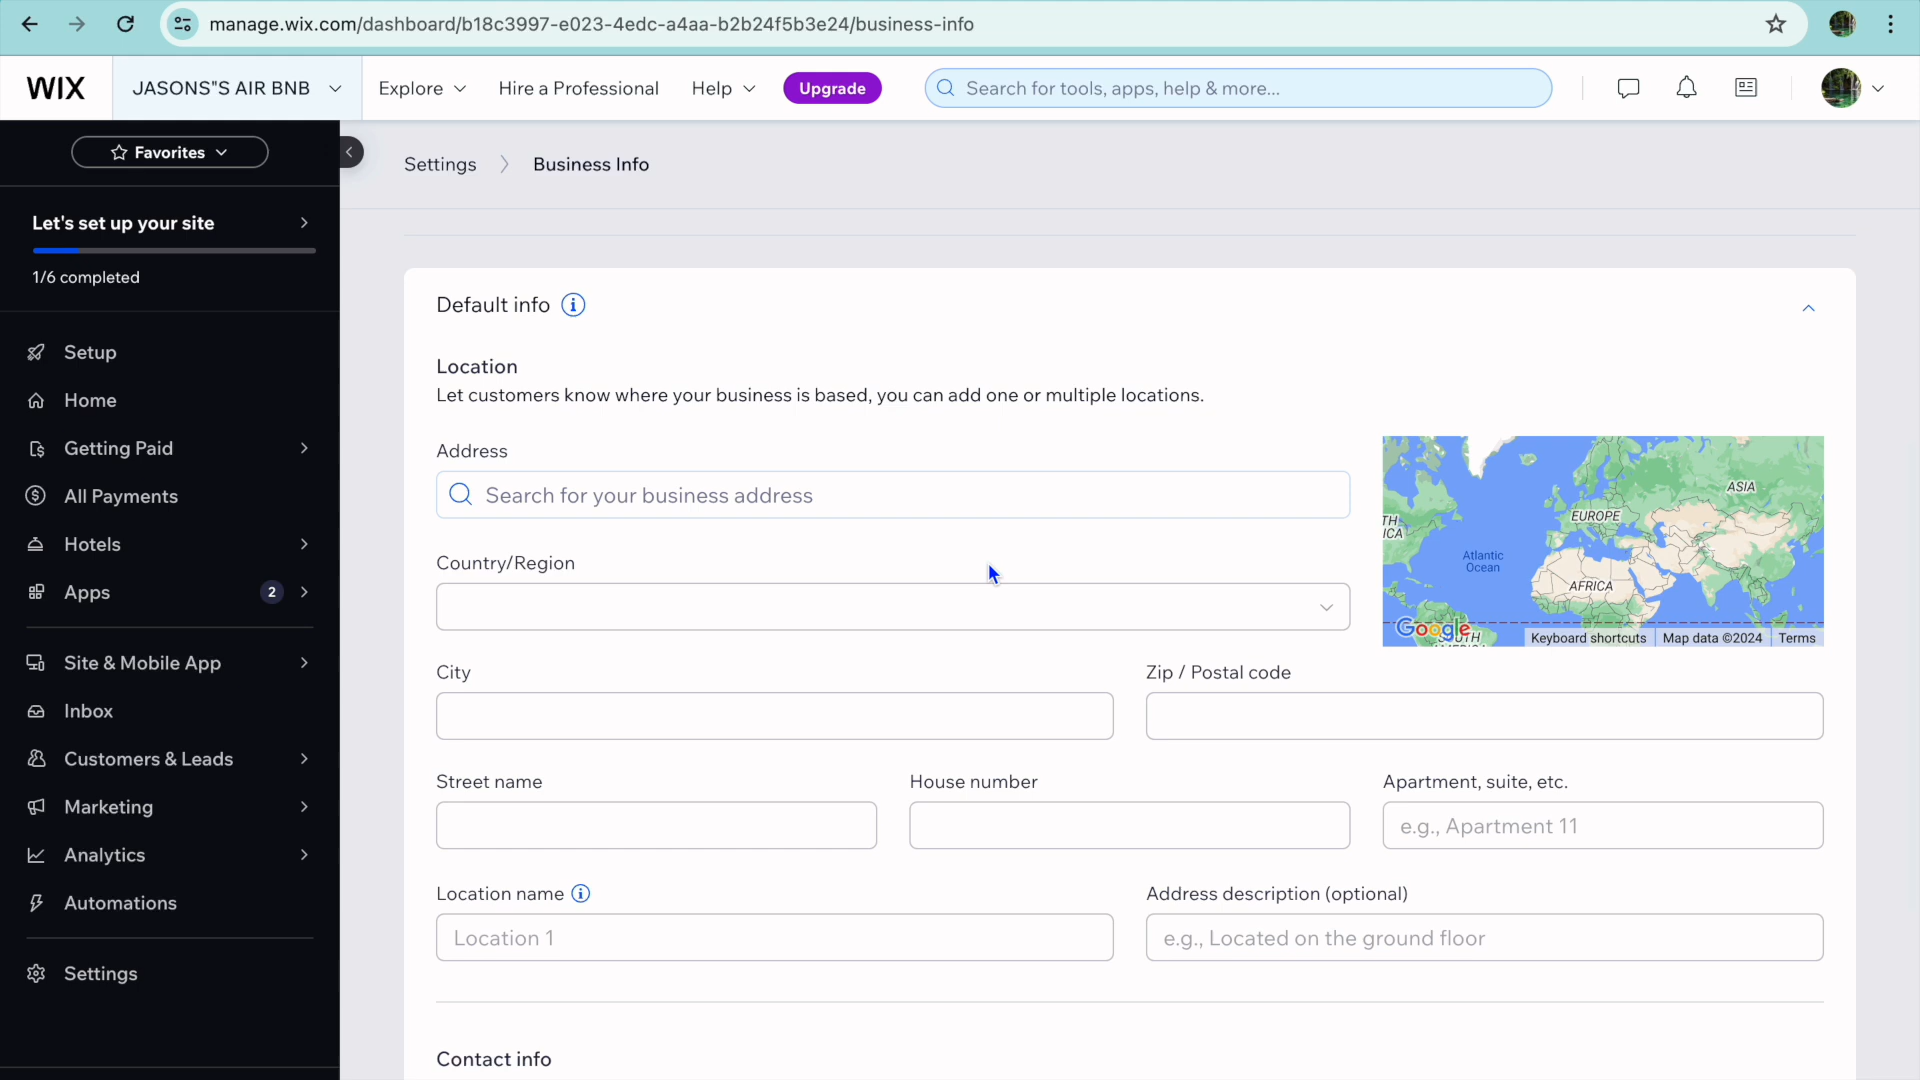 manage.wix.com/dashboard/b18c3997-e023-4edc-a4aa-b2b24f5b3e24/business-info
WIX
JASONS"S AIR BNB
Explore
Hire a Professional
Help
Upgrade
Search for tools, apps, help & more...
Favorites
Settings
Business Info
Let's set up your site
1/6 completed
Setup
Home
Getting Paid
All Payments
Hotels
Apps
2
Site & Mobile App
Inbox
Customers & Leads
Marketing
Analytics
Automations
Settings
Default info
Location
Let customers know where your business is based, you can add one or multiple locations.
Address
Search for your business address
Country/Region
ASIA
EUROPE
TH
ICA
Atlantic
Ocean
AFRICA
Google
SOUTH
AMERICA
Keyboard shortcuts
Map data ©2024
Terms
City
Zip / Postal code
Street name
House number
Apartment, suite, etc.
e.g., Apartment 11
Location name
Address description (optional)
Location 1
e.g., Located on the ground floor
Contact info